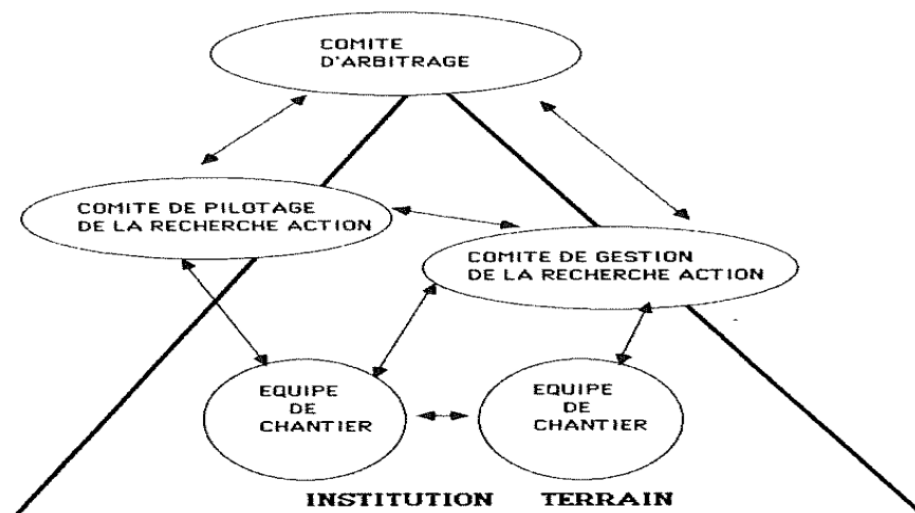 COMITE
D'ARBITRAGE
COMITE DE PILOTAGE
DE LA RECHERCHE ACTION
COMITE DE GESTION
DE LA RECHERCHE ACTION
EQUIPE
DE
CHANTIER
EQUIPE
DE
CHANTIER
INSTITUTION TERRAIN